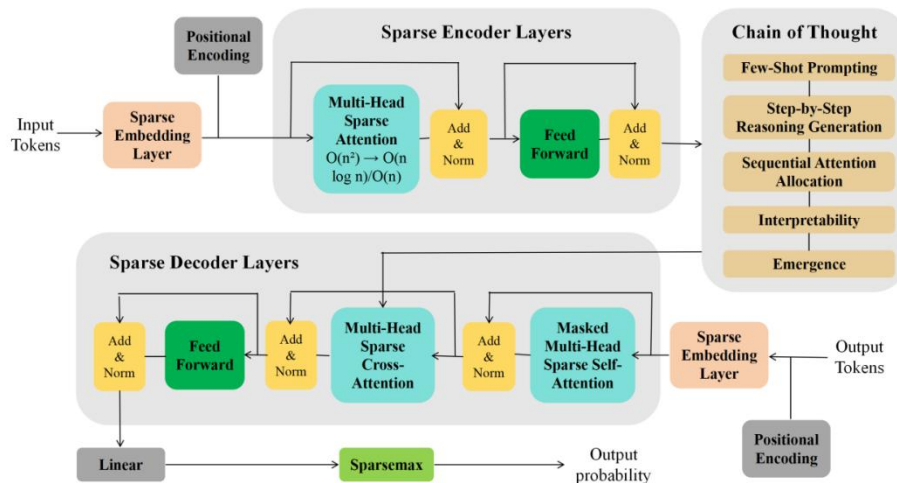 Positional
Encoding
Sparse Encoder Layers
Chain of Thought
Few-Shot Prompting
Step-by-Step
Reasoning Generation
Sequential Attention
Allocation
Interpretability
Emergence
Input
Tokens
Sparse
Embedding
Layer
Multi-Head
Sparse
Attention
O(n²) → O(n
log n)/O(n)
Add
&
Norm
Feed
Forward
Add
&
Norm
Sparse Decoder Layers
Add
&
Norm
Feed
Forward
Add
&
Norm
Multi-Head
Sparse
Cross-
Attention
Add
&
Norm
Masked
Multi-Head
Sparse Self-
Attention
Sparse
Embedding
Layer
Output
Tokens
Positional
Encoding
Linear
Sparsemax
Output
probability